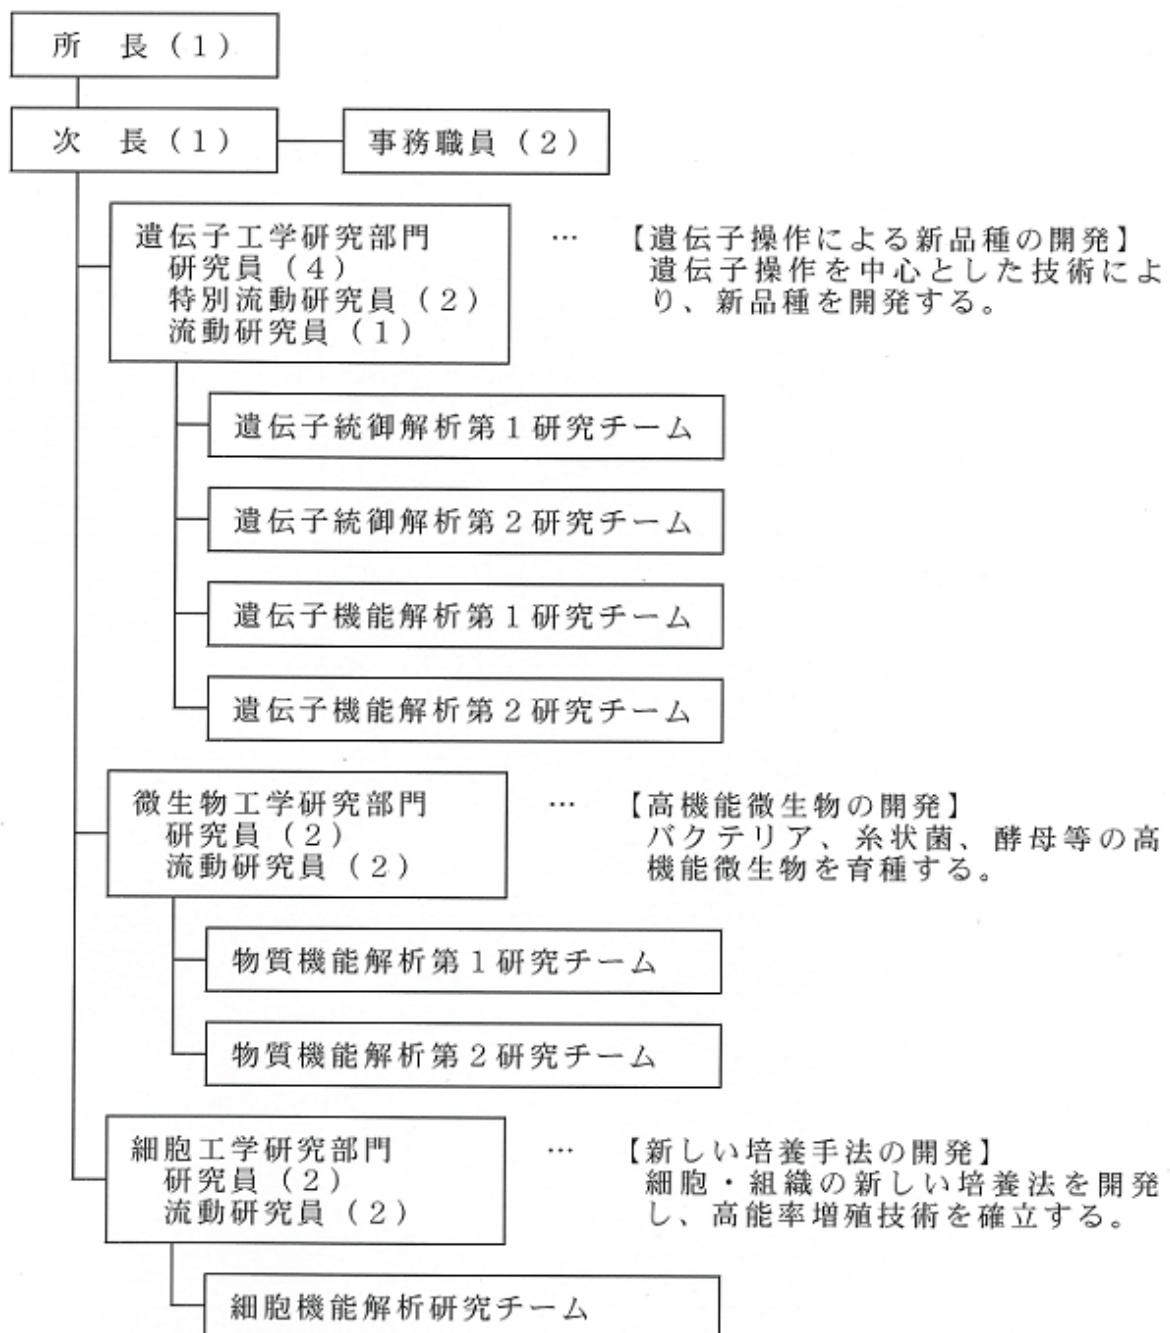 所　長（1）
次　長（1）
事務職員（2）
遺伝子工学研究部門
研究員（4）
特別流動研究員（2）
流動研究員（1）
… 【遺伝子操作による新品種の開発】
遺伝子操作を中心とした技術によ
り、新品種を開発する。
遺伝子統御解析第1研究チーム
遺伝子統御解析第2研究チーム
遺伝子機能解析第1研究チーム
遺伝子機能解析第2研究チーム
微生物工学研究部門
研究員（2）
流動研究員（2）
… 【高機能微生物の開発】
バクテリア、糸状菌、酵母等の高
機能微生物を育種する。
物質機能解析第1研究チーム
物質機能解析第2研究チーム
細胞工学研究部門
研究員（2）
流動研究員（2）
… 【新しい培養手法の開発】
細胞・組織の新しい培養法を開発
し、高能率増殖技術を確立する。
細胞機能解析研究チーム